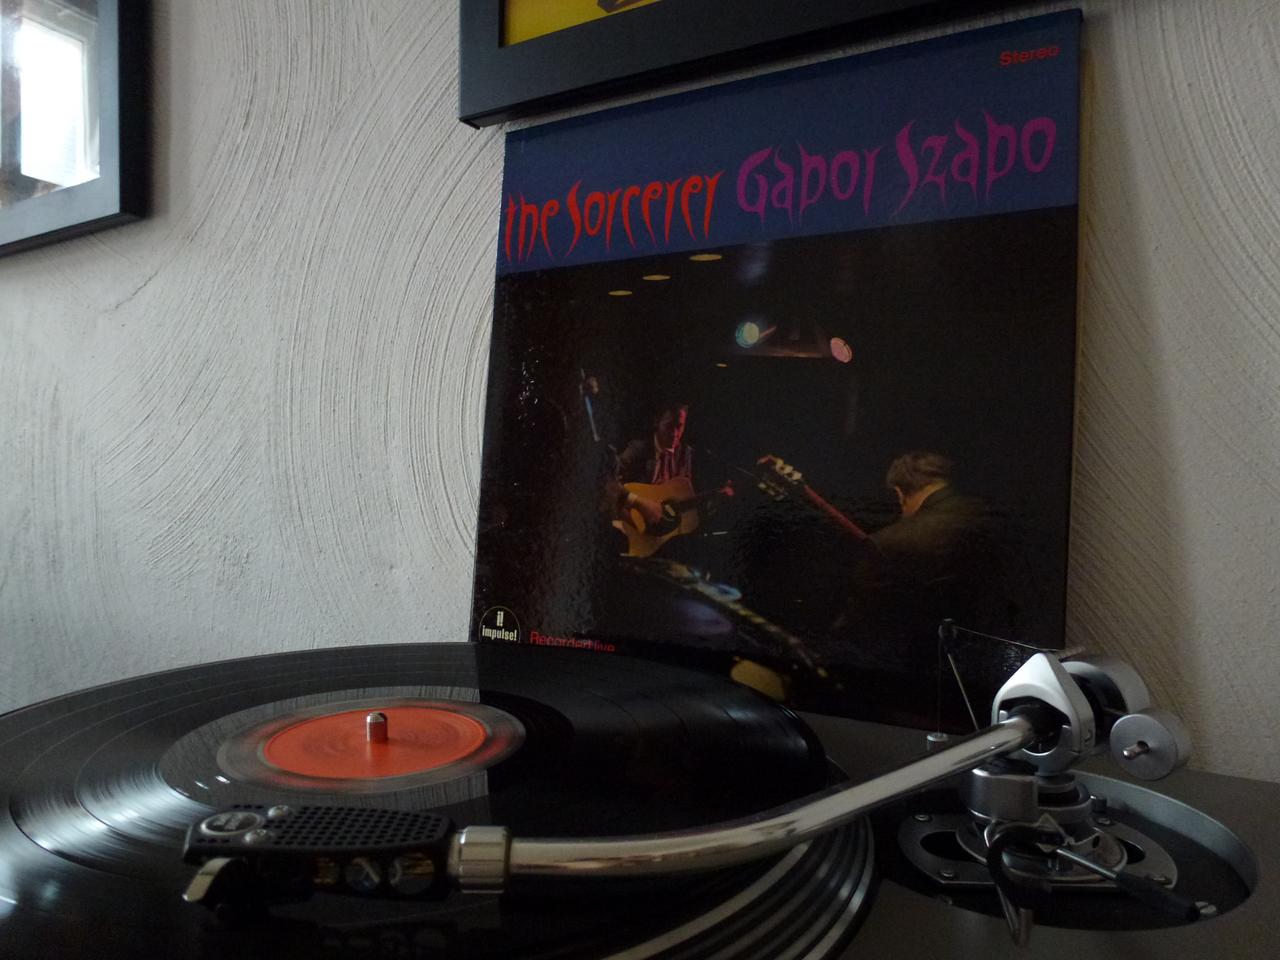 Stereo
the Sorcerer Gabor Szabo
i!
impulse!
Recorded live